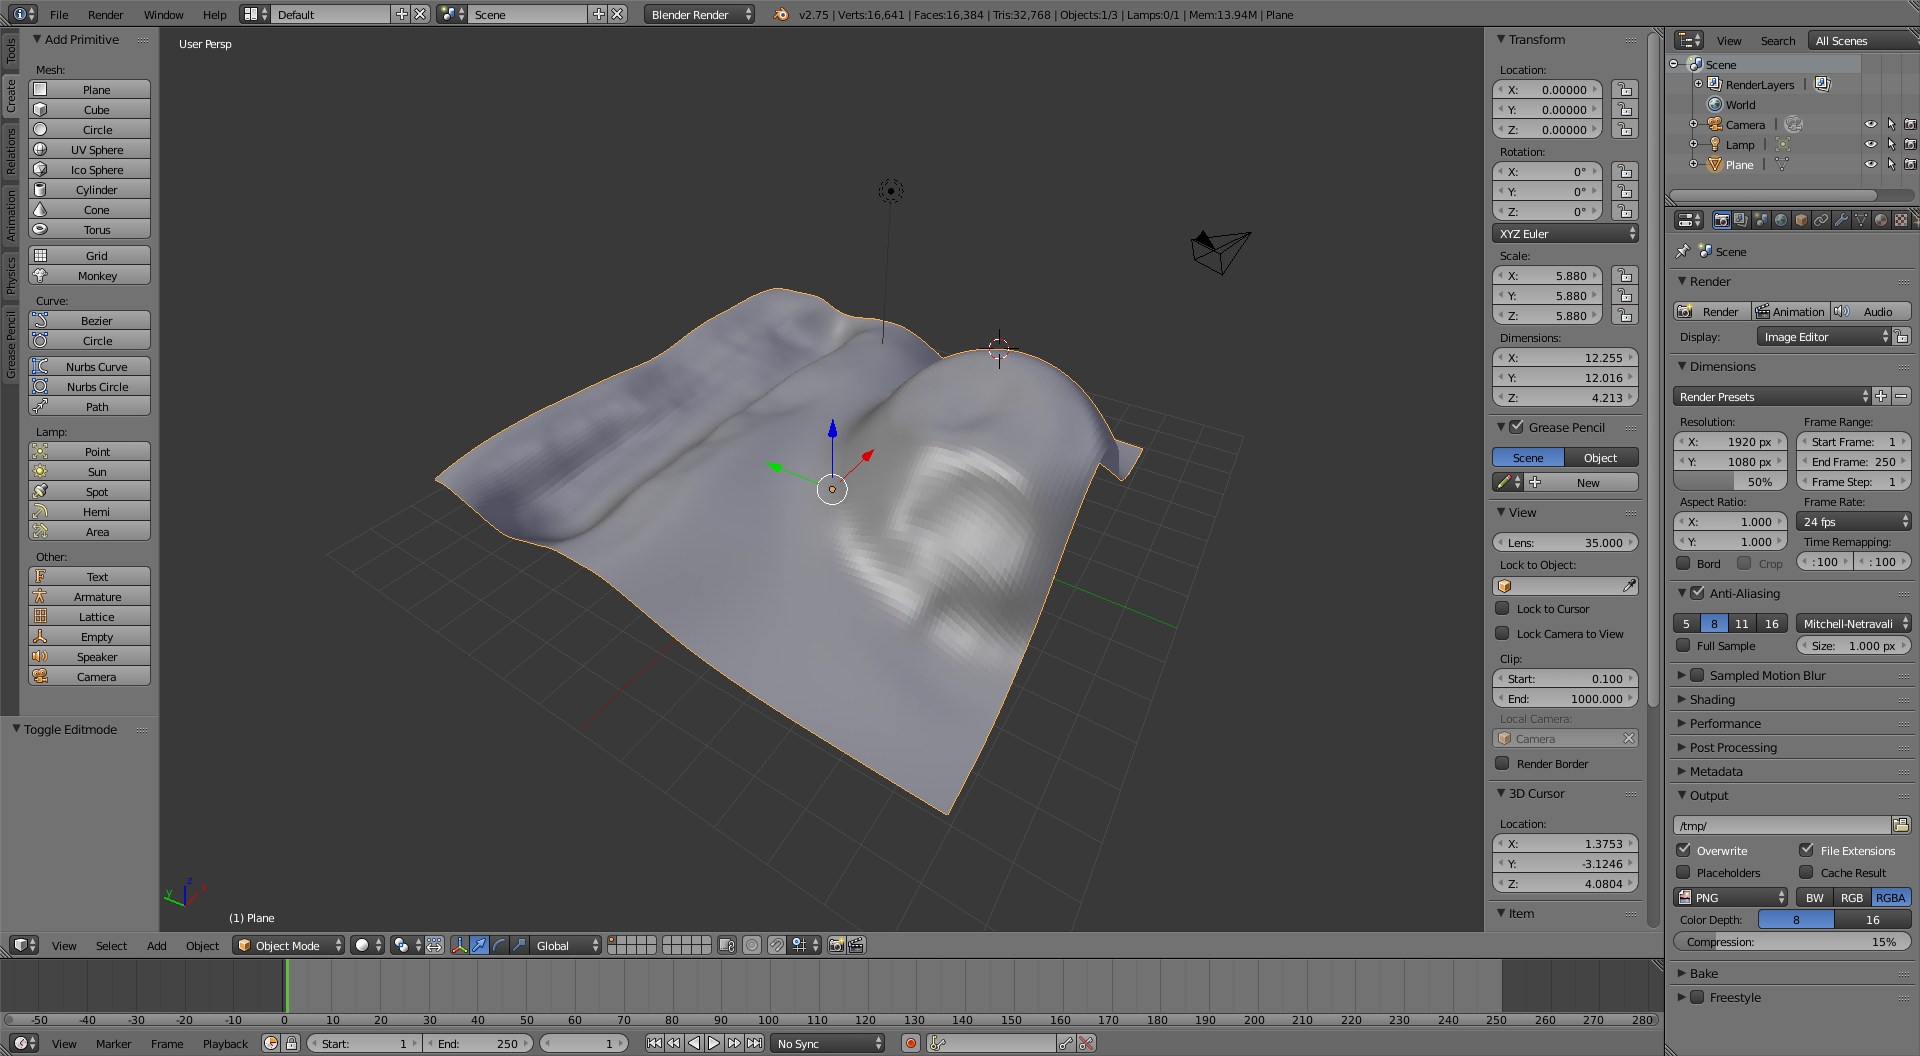 File Render Window Help Default Scene Blender Render v2.75 | Verts:16,641 | Faces:16,384 | Tris:32,768 | Objects:1/3 | Lamps:0/1 | Mem:13.94M | Plane
Tools
Create
Relations
Animation
Physics
Grease Pencil
Add Primitive
Mesh:
Plane
Cube
Circle
UV Sphere
Ico Sphere
Cylinder
Cone
Torus
Grid
Monkey
Curve:
Bezier
Circle
Nurbs Curve
Nurbs Circle
Path
Lamp:
Point
Sun
Spot
Hemi
Area
Other:
Text
Armature
Lattice
Empty
Speaker
Camera
Toggle Editmode
User Persp
z
y
x
(1) Plane
Transform
Location:
X: 0.00000
Y: 0.00000
Z: 0.00000
Rotation:
X: 0°
Y: 0°
Z: 0°
XYZ Euler
Scale:
X: 5.880
Y: 5.880
Z: 5.880
Dimensions:
X: 12.255
Y: 12.016
Z: 4.213
Grease Pencil
Scene Object
New
View
Lens: 35.000
Lock to Object:
Lock to Cursor
Lock Camera to View
Clip:
Start: 0.100
End: 1000.000
Local Camera:
Camera
Render Border
3D Cursor
Location:
X: 1.3753
Y: -3.1246
Z: 4.0804
Item
View Search All Scenes
Scene
RenderLayers |
World
Camera |
Lamp |
Plane |
Scene
Render
Render Animation Audio
Display: Image Editor
Dimensions
Render Presets
Resolution: Frame Range:
X: 1920 px Start Frame: 1
Y: 1080 px End Frame: 250
50% Frame Step: 1
Aspect Ratio: Frame Rate:
X: 1.000 24 fps
Y: 1.000 Time Remapping:
Bord Crop :100 :100
Anti-Aliasing
5 8 11 16 Mitchell-Netravali
Full Sample Size: 1.000 px
Sampled Motion Blur
Shading
Performance
Post Processing
Metadata
Output
/tmp/
Overwrite File Extensions
Placeholders Cache Result
PNG BW RGB RGBA
Color Depth: 8 16
Compression: 15%
Bake
Freestyle
View Select Add Object Object Mode Global
-50 -40 -30 -20 -10 0 10 20 30 40 50 60 70 80 90 100 110 120 130 140 150 160 170 180 190 200 210 220 230 240 250 260 270 280
View Marker Frame Playback Start: 1 End: 250 1 No Sync